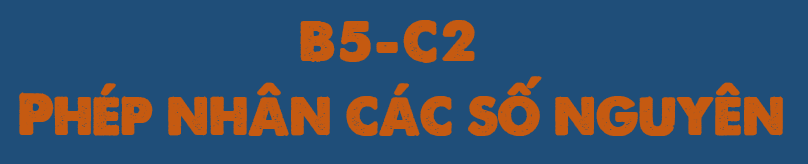 B5-C2
PHÉP NHÂN CÁC SỐ NGUYÊN